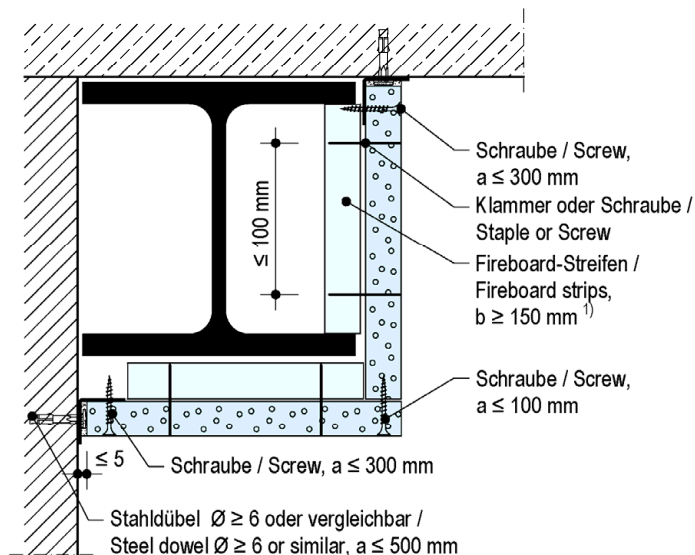 Schraube / Screw,
a ≤ 300 mm
Klammer oder Schraube /
Staple or Screw
≤ 100 mm
Fireboard-Streifen /
Fireboard strips,
b ≥ 150 mm ¹⁾
Schraube / Screw,
a ≤ 100 mm
≤ 5
Schraube / Screw, a ≤ 300 mm
Stahldübel Ø ≥ 6 oder vergleichbar /
Steel dowel Ø ≥ 6 or similar, a ≤ 500 mm